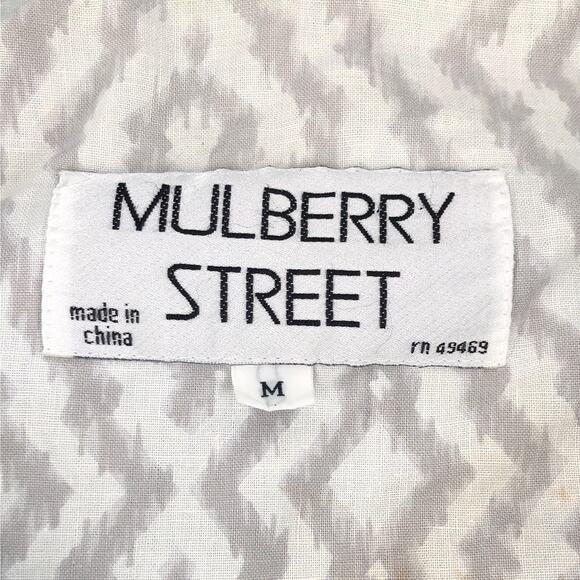 MULBERRY
STREET
made in
china
rn 49469
M